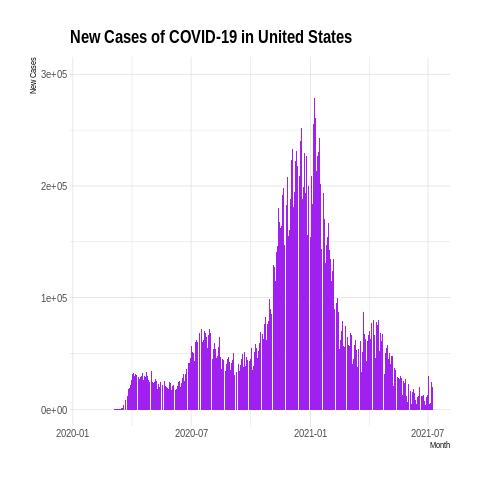 New Cases of COVID-19 in United States
New Cases
3e+05
2e+05
1e+05
0e+00
2020-01 2020-07 2021-01 2021-07
Month